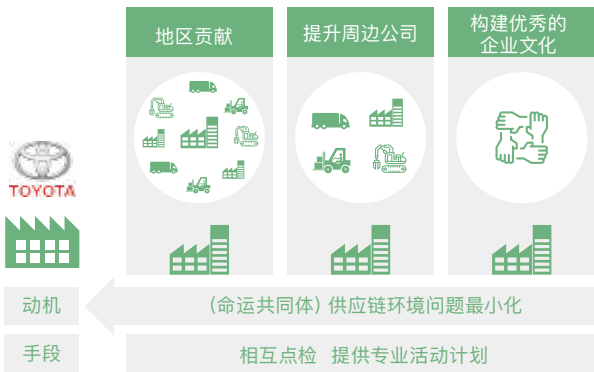 地区贡献
提升周边公司
构建优秀的
企业文化
TOYOTA
动机
(命运共同体) 供应链环境问题最小化
手段
相互点检 提供专业活动计划